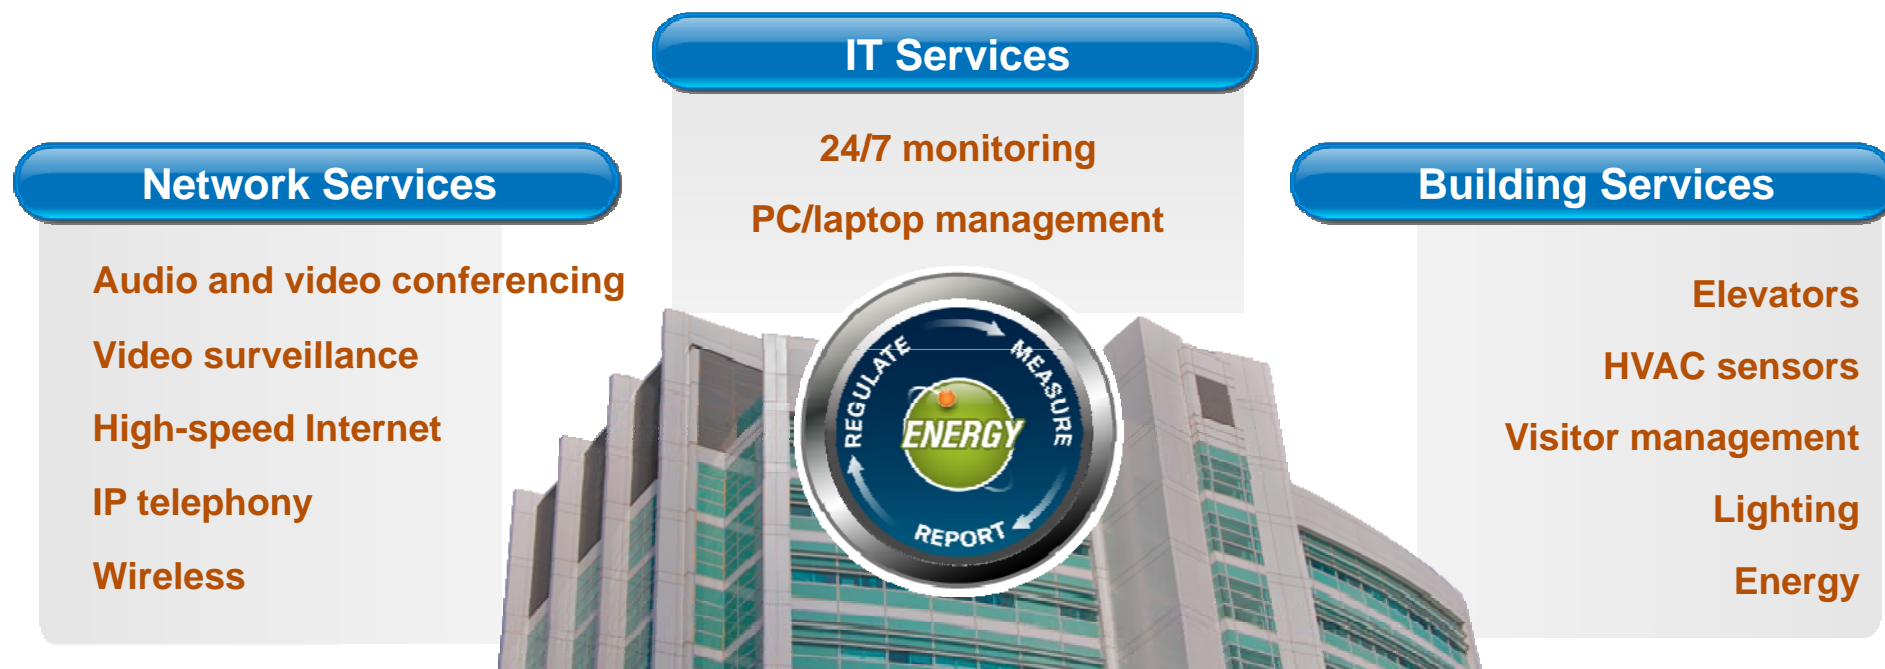 IT Services
24/7 monitoring
PC/laptop management
Network Services
Audio and video conferencing
Video surveillance
High-speed Internet
IP telephony
Wireless
Building Services
Elevators
HVAC sensors
Visitor management
Lighting
Energy
REGULATE
MEASURE
REPORT
ENERGY